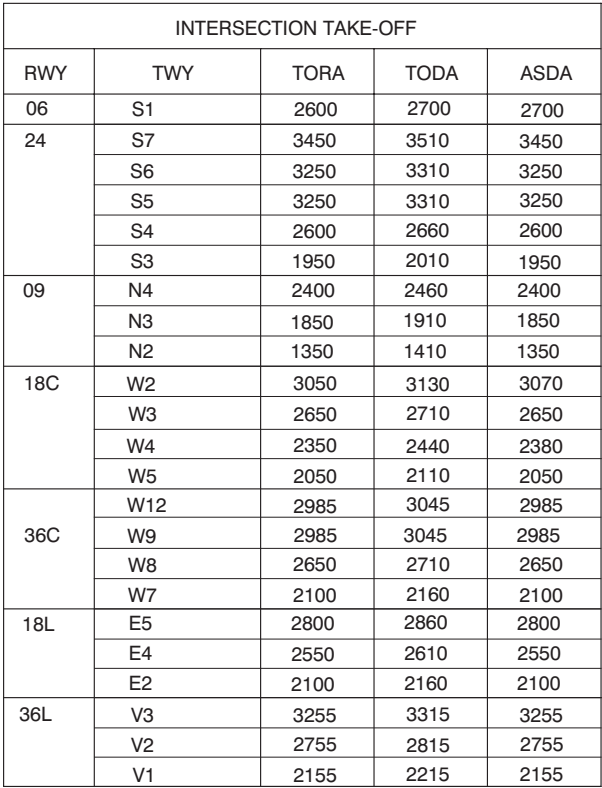 INTERSECTION TAKE-OFF
RWY TWY TORA TODA ASDA
06 S1 2600 2700 2700
24 S7 3450 3510 3450
S6 3250 3310 3250
S5 3250 3310 3250
S4 2600 2660 2600
S3 1950 2010 1950
09 N4 2400 2460 2400
N3 1850 1910 1850
N2 1350 1410 1350
18C W2 3050 3130 3070
W3 2650 2710 2650
W4 2350 2440 2380
W5 2050 2110 2050
W12 2985 3045 2985
36C W9 2985 3045 2985
W8 2650 2710 2650
W7 2100 2160 2100
18L E5 2800 2860 2800
E4 2550 2610 2550
E2 2100 2160 2100
36L V3 3255 3315 3255
V2 2755 2815 2755
V1 2155 2215 2155